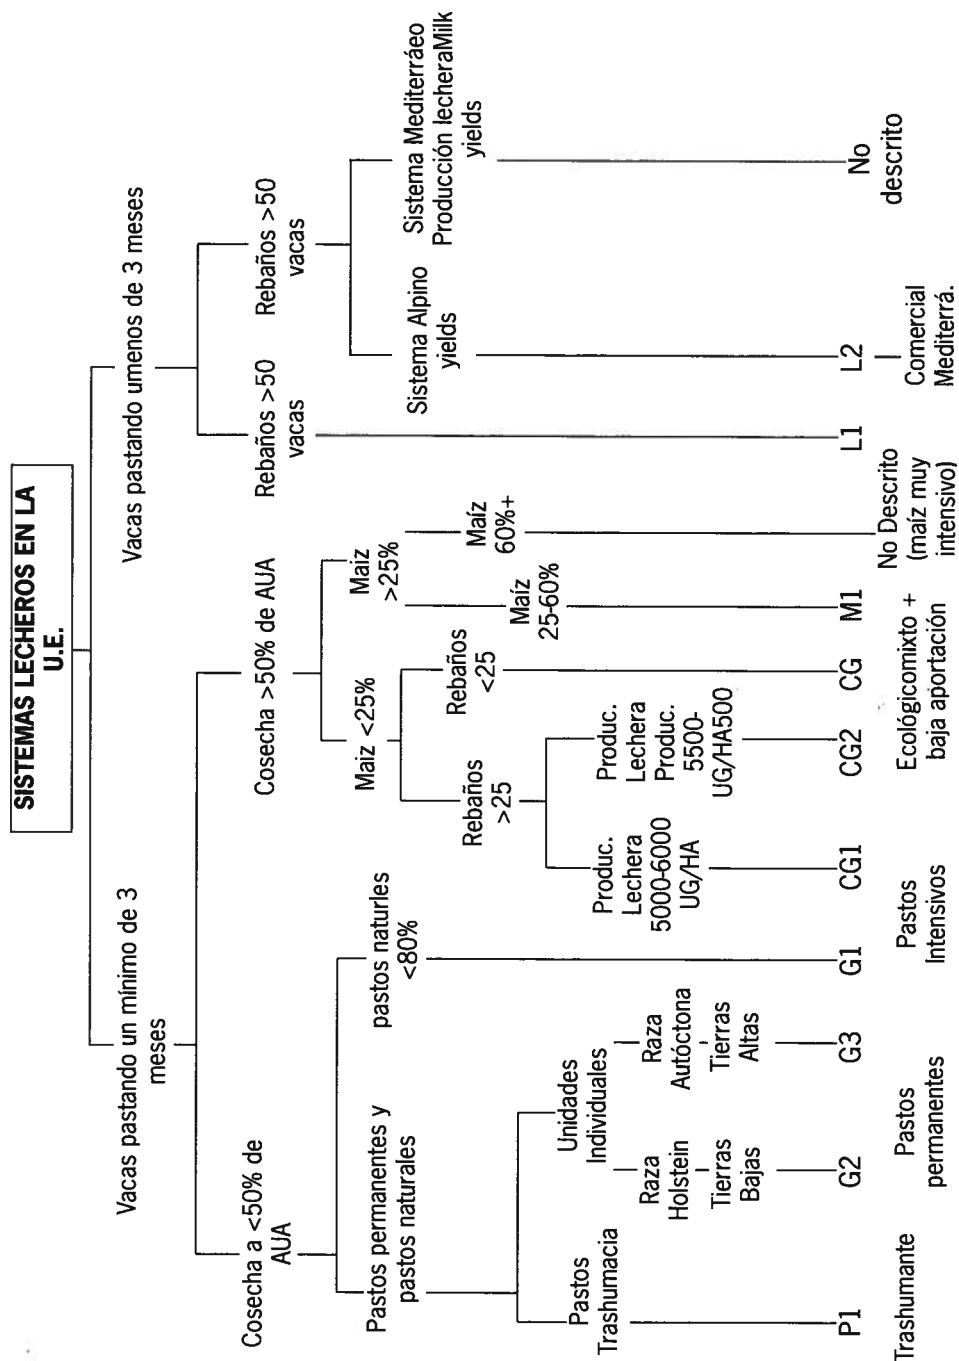 SISTEMAS LECHEROS EN LA
U.E.
Vacas pastando un mínimo de 3
meses
Vacas pastando umenos de 3 meses
Cosecha a <50% de
AUA
Cosecha >50% de AUA
Rebaños >50
vacas
Rebaños >50
vacas
Pastos permanentes y
pastos naturales
pastos naturles
<80%
Maiz <25%
Maiz
>25%
Sistema Alpino
yields
Sistema Mediterráeo
Producción lecheraMilk
yields
Rebaños
>25
Rebaños
<25
Maíz
25-60%
Maíz
60%+
Pastos
Trashumacia
Unidades
Individuales
Produc.
Lechera
5000-6000
UG/HA
Produc.
Lechera
Produc.
5500-
UG/HA500
Raza
Holstein
Tierras
Bajas
Raza
Autóctona
Tierras
Altas
P1
G2
G3
G1
CG1
CG2
CG
M1
No Descrito
(maíz muy
intensivo)
L1
L2
No
descrito
Trashumante
Pastos
permanentes
Pastos
Intensivos
Ecológicomixto +
baja aportación
Comercial
Mediterrá.